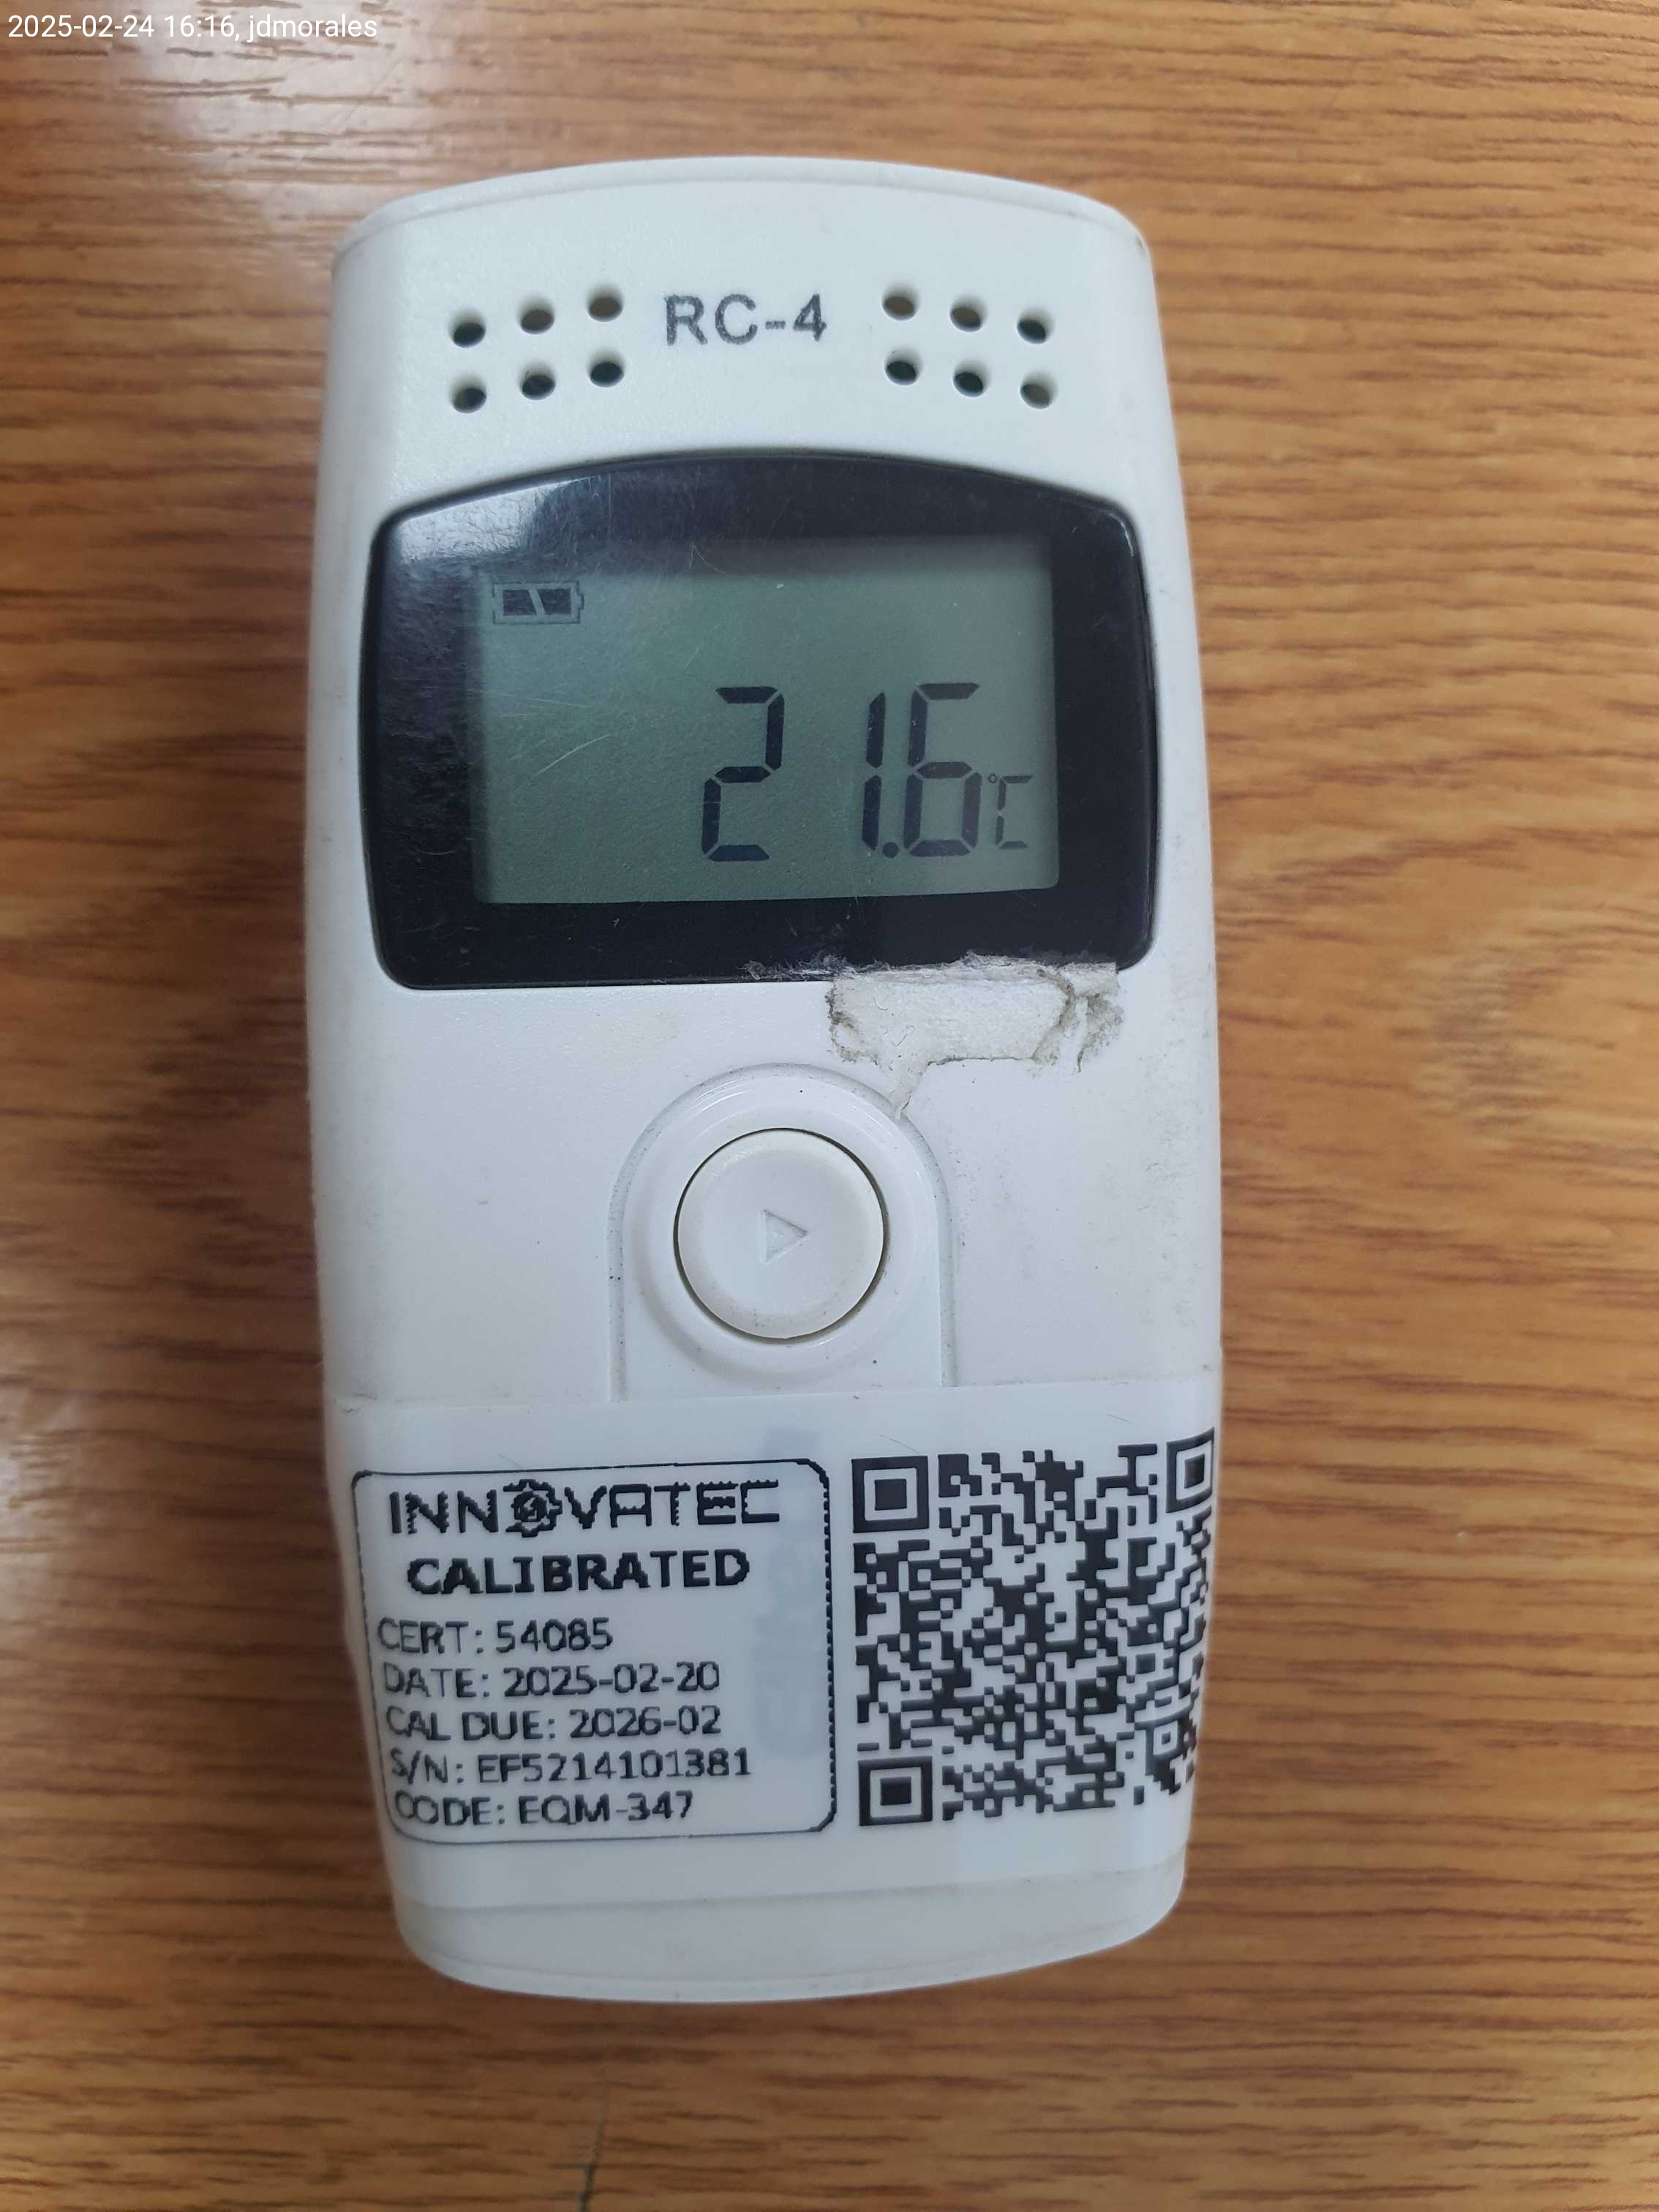 2025-02-24 16:16, jdmorales
RC-4
21.6°C
INNOVATEC
CALIBRATED
CERT: 54085
DATE: 2025-02-20
CAL DUE: 2026-02
S/N: EF5214101381
CODE: EQM-347